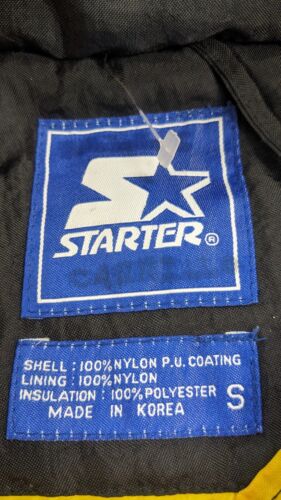 STARTER®
SHELL: 100% NYLON P.U. COATING
LINING: 100% NYLON
INSULATION: 100% POLYESTER
MADE IN KOREA
S